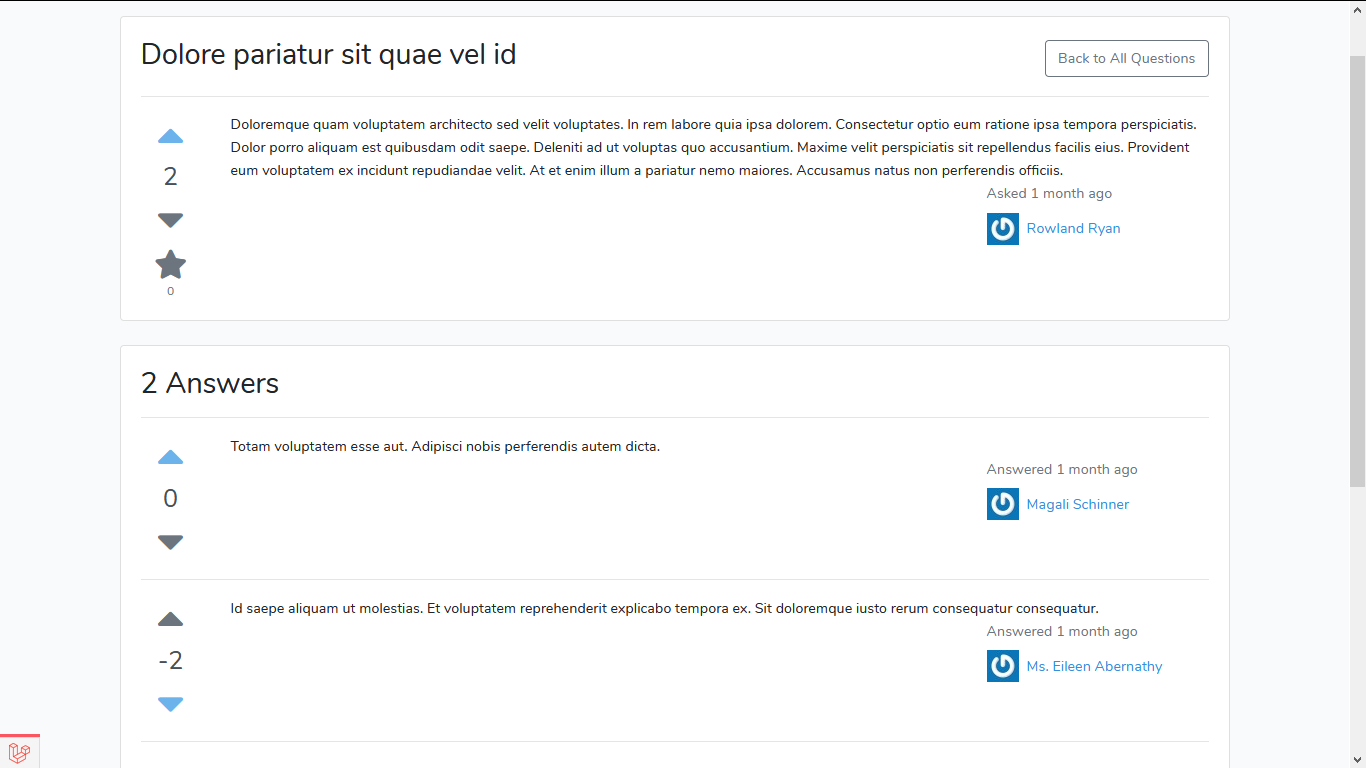 Dolore pariatur sit quae vel id
Back to All Questions
Doloremque quam voluptatem architecto sed velit voluptates. In rem labore quia ipsa dolorem. Consectetur optio eum ratione ipsa tempora perspiciatis.
Dolor porro aliquam est quibusdam odit saepe. Deleniti ad ut voluptas quo accusantium. Maxime velit perspiciatis sit repellendus facilis eius. Provident
eum voluptatem ex incidunt repudiandae velit. At et enim illum a pariatur nemo maiores. Accusamus natus non perferendis officiis.
2
0
Asked 1 month ago
Rowland Ryan
2 Answers
Totam voluptatem esse aut. Adipisci nobis perferendis autem dicta.
0
Answered 1 month ago
Magali Schinner
Id saepe aliquam ut molestias. Et voluptatem reprehenderit explicabo tempora ex. Sit doloremque iusto rerum consequatur consequatur.
-2
Answered 1 month ago
Ms. Eileen Abernathy